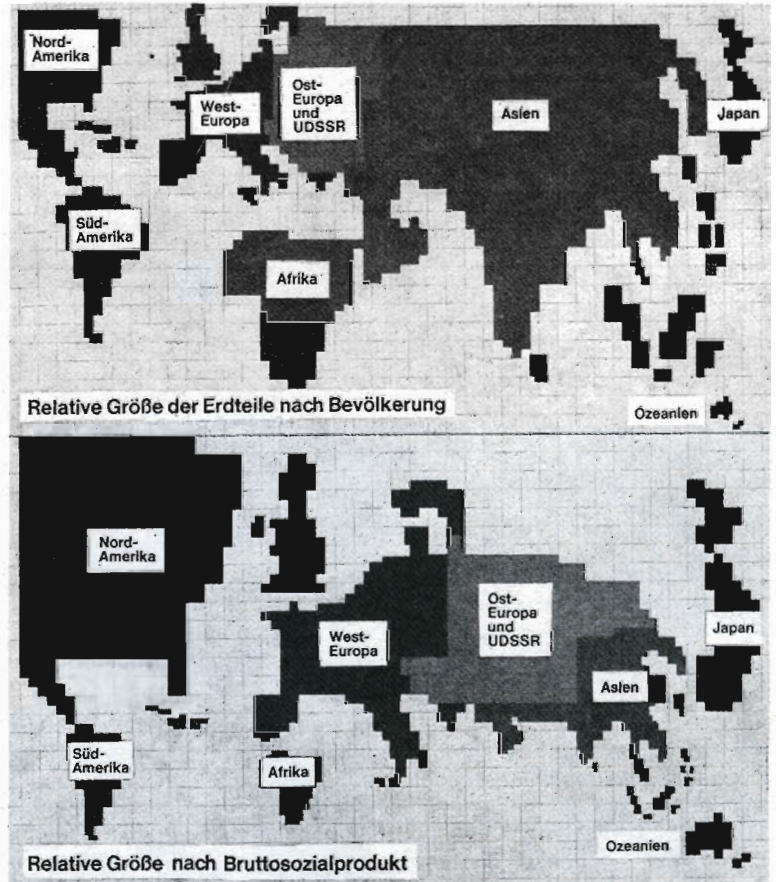 Nord-
Amerika
West-
Europa
Ost-
Europa
und
UDSSR
Asien
Japan
Süd-
Amerika
Afrika
Relative Größe der Erdteile nach Bevölkerung
Ozeanien
Nord-
Amerika
West-
Europa
Ost-
Europa
und
UDSSR
Asien
Japan
Süd-
Amerika
Afrika
Ozeanien
Relative Größe nach Bruttosozialprodukt